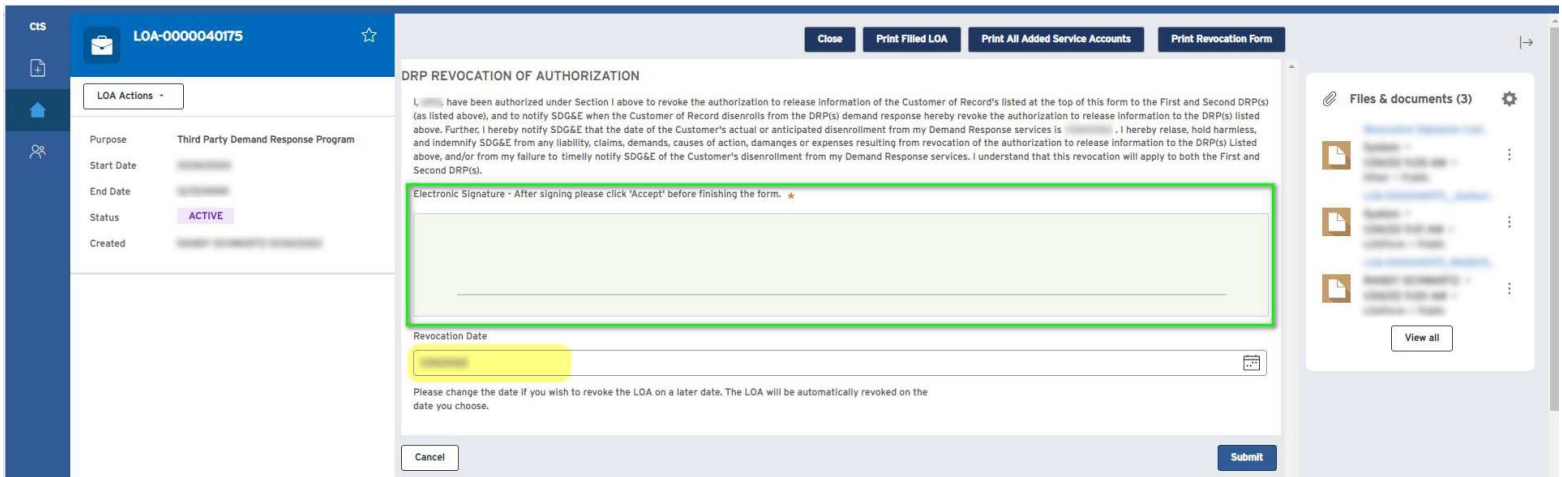 cts
LOA-0000040175
LOA Actions
Purpose Third Party Demand Response Program
Start Date
End Date
Status ACTIVE
Created
Close Print Filled LOA Print All Added Service Accounts Print Revocation Form
DRP REVOCATION OF AUTHORIZATION
I, have been authorized under Section I above to revoke the authorization to release information of the Customer of Record's listed at the top of this form to the First and Second DRP(s)
(as listed above), and to notify SDG&E when the Customer of Record disenrolls from the DRP(s) demand response hereby revoke the authorization to release information to the DRP(s) listed
above. Further, I hereby notify SDG&E that the date of the Customer's actual or anticipated disenrollment from my Demand Response services is . I hereby relase, hold harmless,
and indemnify SDG&E from any liability, claims, demands, causes of action, damanges or expenses resulting from revocation of the authorization to release information to the DRP(s) Listed
above, and/or from my failure to timelly notify SDG&E of the Customer's disenrollment from my Demand Response services. I understand that this revocation will apply to both the First and
Second DRP(s).
Electronic Signature - After signing please click 'Accept' before finishing the form. ★
Revocation Date
Please change the date if you wish to revoke the LOA on a later date. The LOA will be automatically revoked on the
date you choose.
Cancel Submit
Files & documents (3)
View all